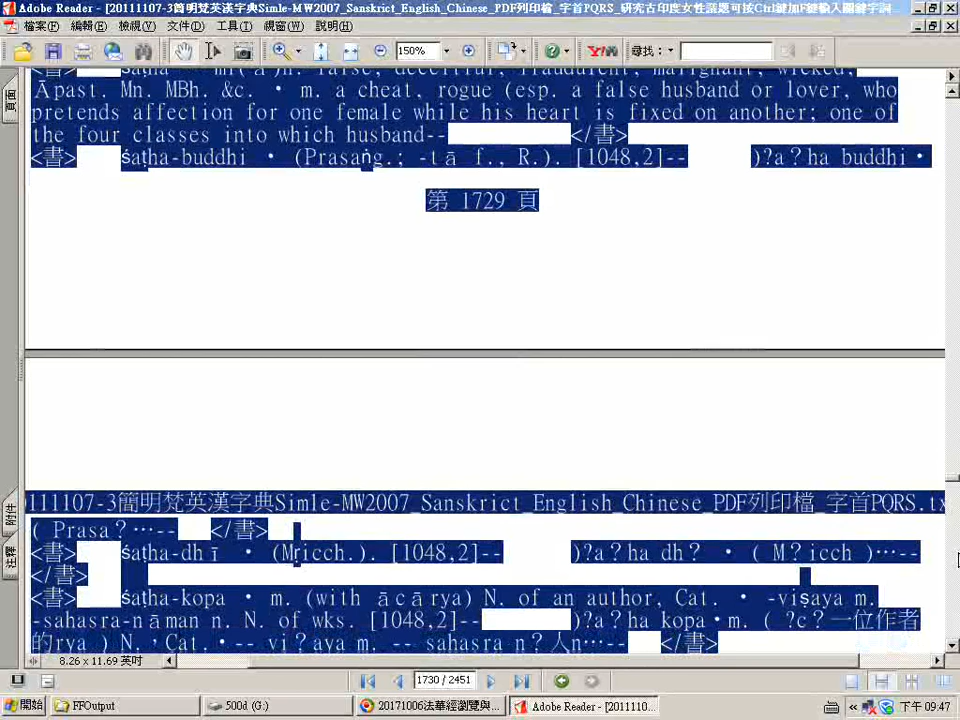 Adobe Reader - [20111107-3簡明梵英漢字典Simle-MW2007_Sanskrict_English_Chinese_PDF列印檔_字首PQRS_研究古印度女性議題可按Ctrl鍵加F鍵輸入關鍵字詞
檔案(F) 編輯(E) 檢視(V) 文件(D) 工具(T) 視窗(W) 說明(H)
150% 尋找：
頁面
Āpast. Mn. MBh. &c. • m. a cheat, rogue (esp. a false husband or lover, who
pretends affection for one female while his heart is fixed on another; one of
the four classes into which husband-- </書>
<書> śaṭha-buddhi • (Prasaṅg.; -tā f., R.). [1048,2]-- )?a？ha buddhi•
第 1729 頁
111107-3簡明梵英漢字典Simle-MW2007_Sanskrict_English_Chinese_PDF列印檔_字首PQRS.tx
附件
( Prasa？…-- </書>
<書> śaṭha-dhī • (Mṛicch.). [1048,2]-- )?a？ha dh？ • ( M？icch )…--
</書>
注釋
<書> śaṭha-kopa • m. (with ācārya) N. of an author, Cat. • -viṣaya m.
-sahasra-nāman n. N. of wks. [1048,2]-- )?a？ha kopa•m. ( ?c？一位作者
的rya ) N. , Cat.•-- vi？aya m. -- sahasra n？人n…-- </書>
8.26 x 11.69 英吋
1730 / 2451
開始 FFOutput 500d (G:) 20171006法華經瀏覽與... Adobe Reader - [2011110... 下午 09:47